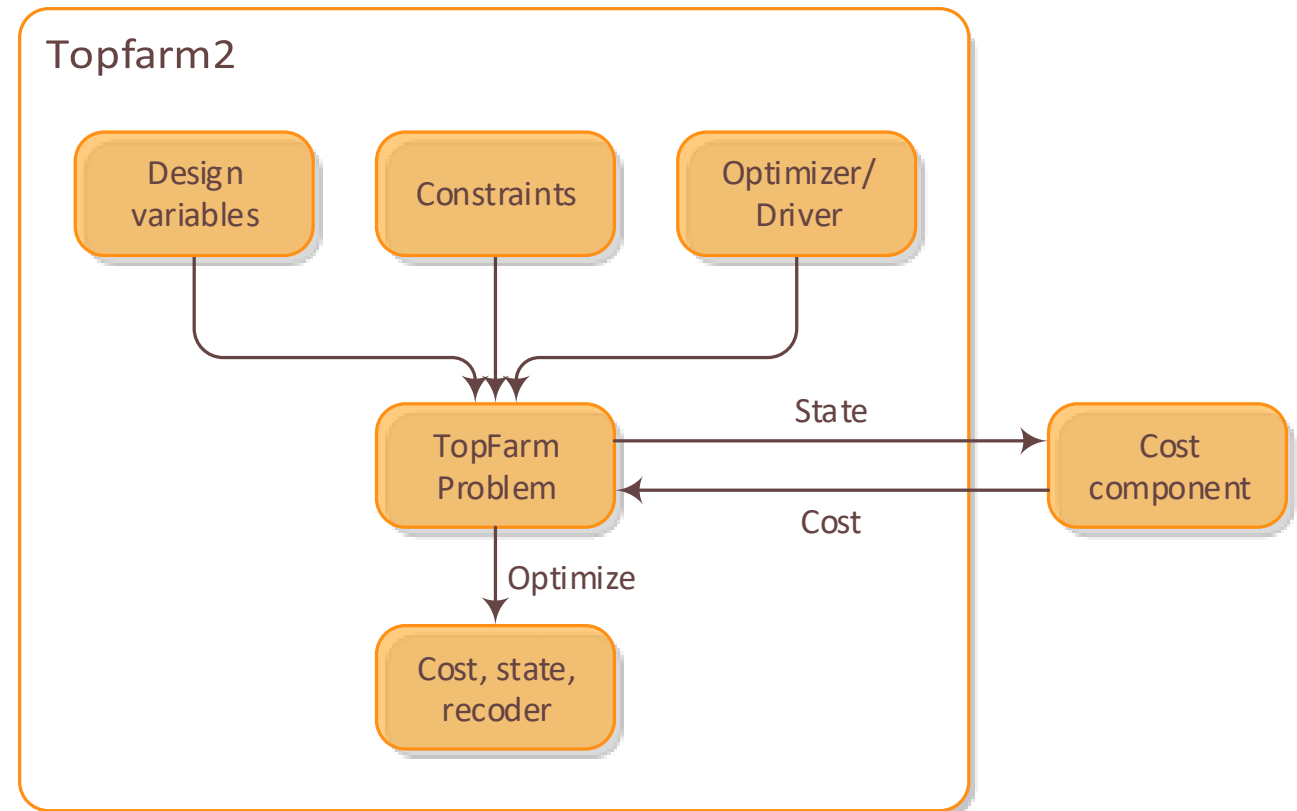 Topfarm2
Design
variables
Constraints
Optimizer/
Driver
TopFarm
Problem
State
Cost
Cost
component
Optimize
Cost, state,
recoder